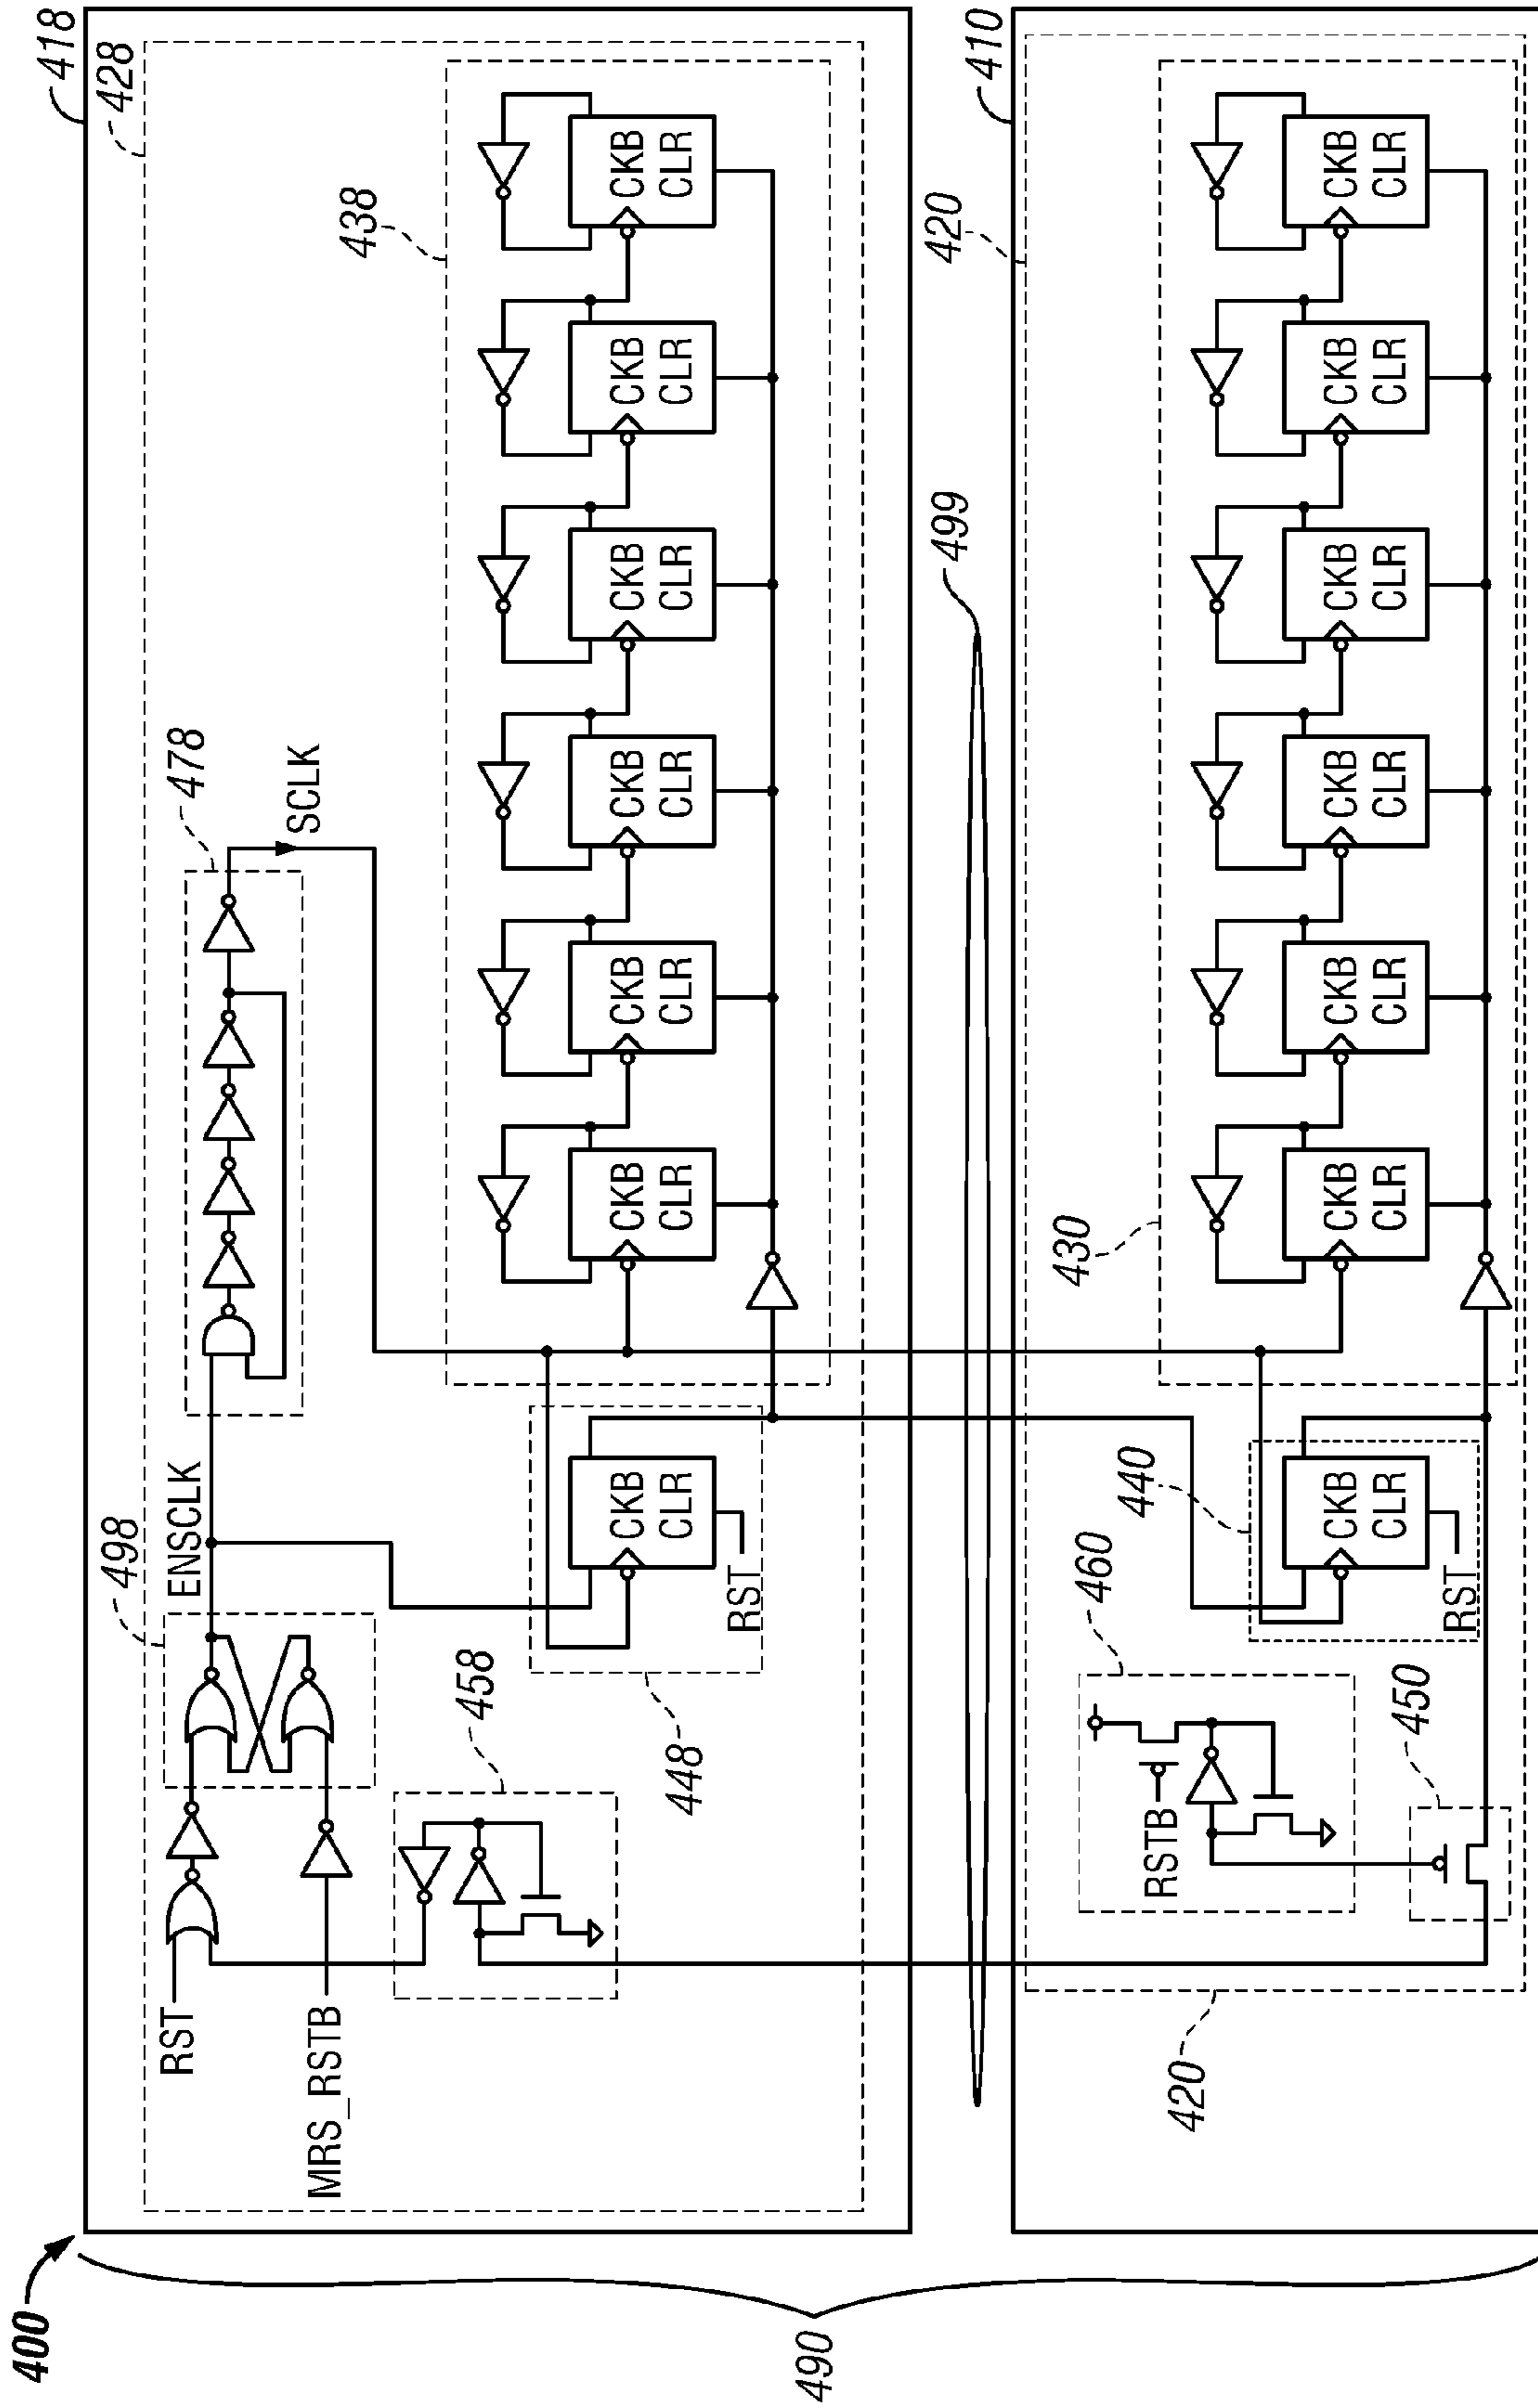 400
490
418
428
498
ENSCLK
478
SCLK
RST
MRS_RSTB
458
448
RST
438
CKB
CLR
CKB
CLR
CKB
CLR
CKB
CLR
CKB
CLR
CKB
CLR
CKB
CLR
499
410
420
420
460
RSTB
450
440
RST
430
CKB
CLR
CKB
CLR
CKB
CLR
CKB
CLR
CKB
CLR
CKB
CLR
CKB
CLR